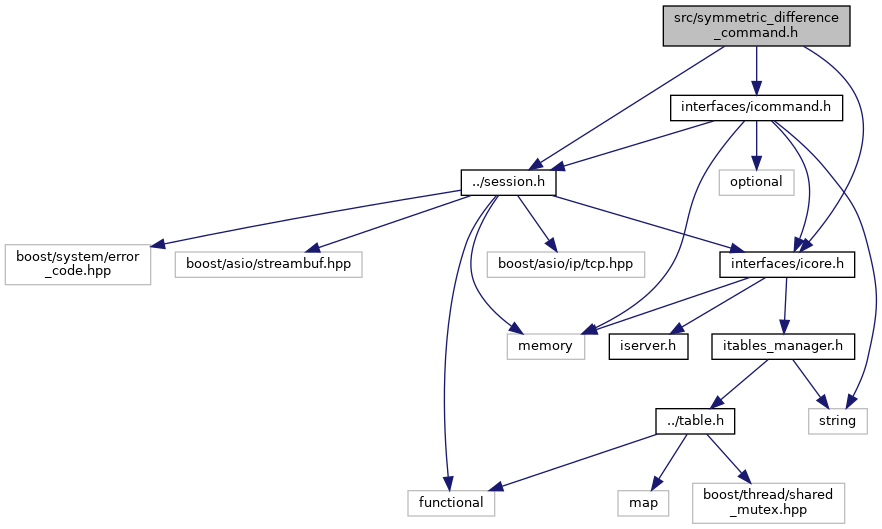 src/symmetric_difference
_command.h
interfaces/icommand.h
../session.h
optional
boost/system/error
_code.hpp
boost/asio/streambuf.hpp
boost/asio/ip/tcp.hpp
interfaces/icore.h
memory
iserver.h
itables_manager.h
../table.h
string
functional
map
boost/thread/shared
_mutex.hpp